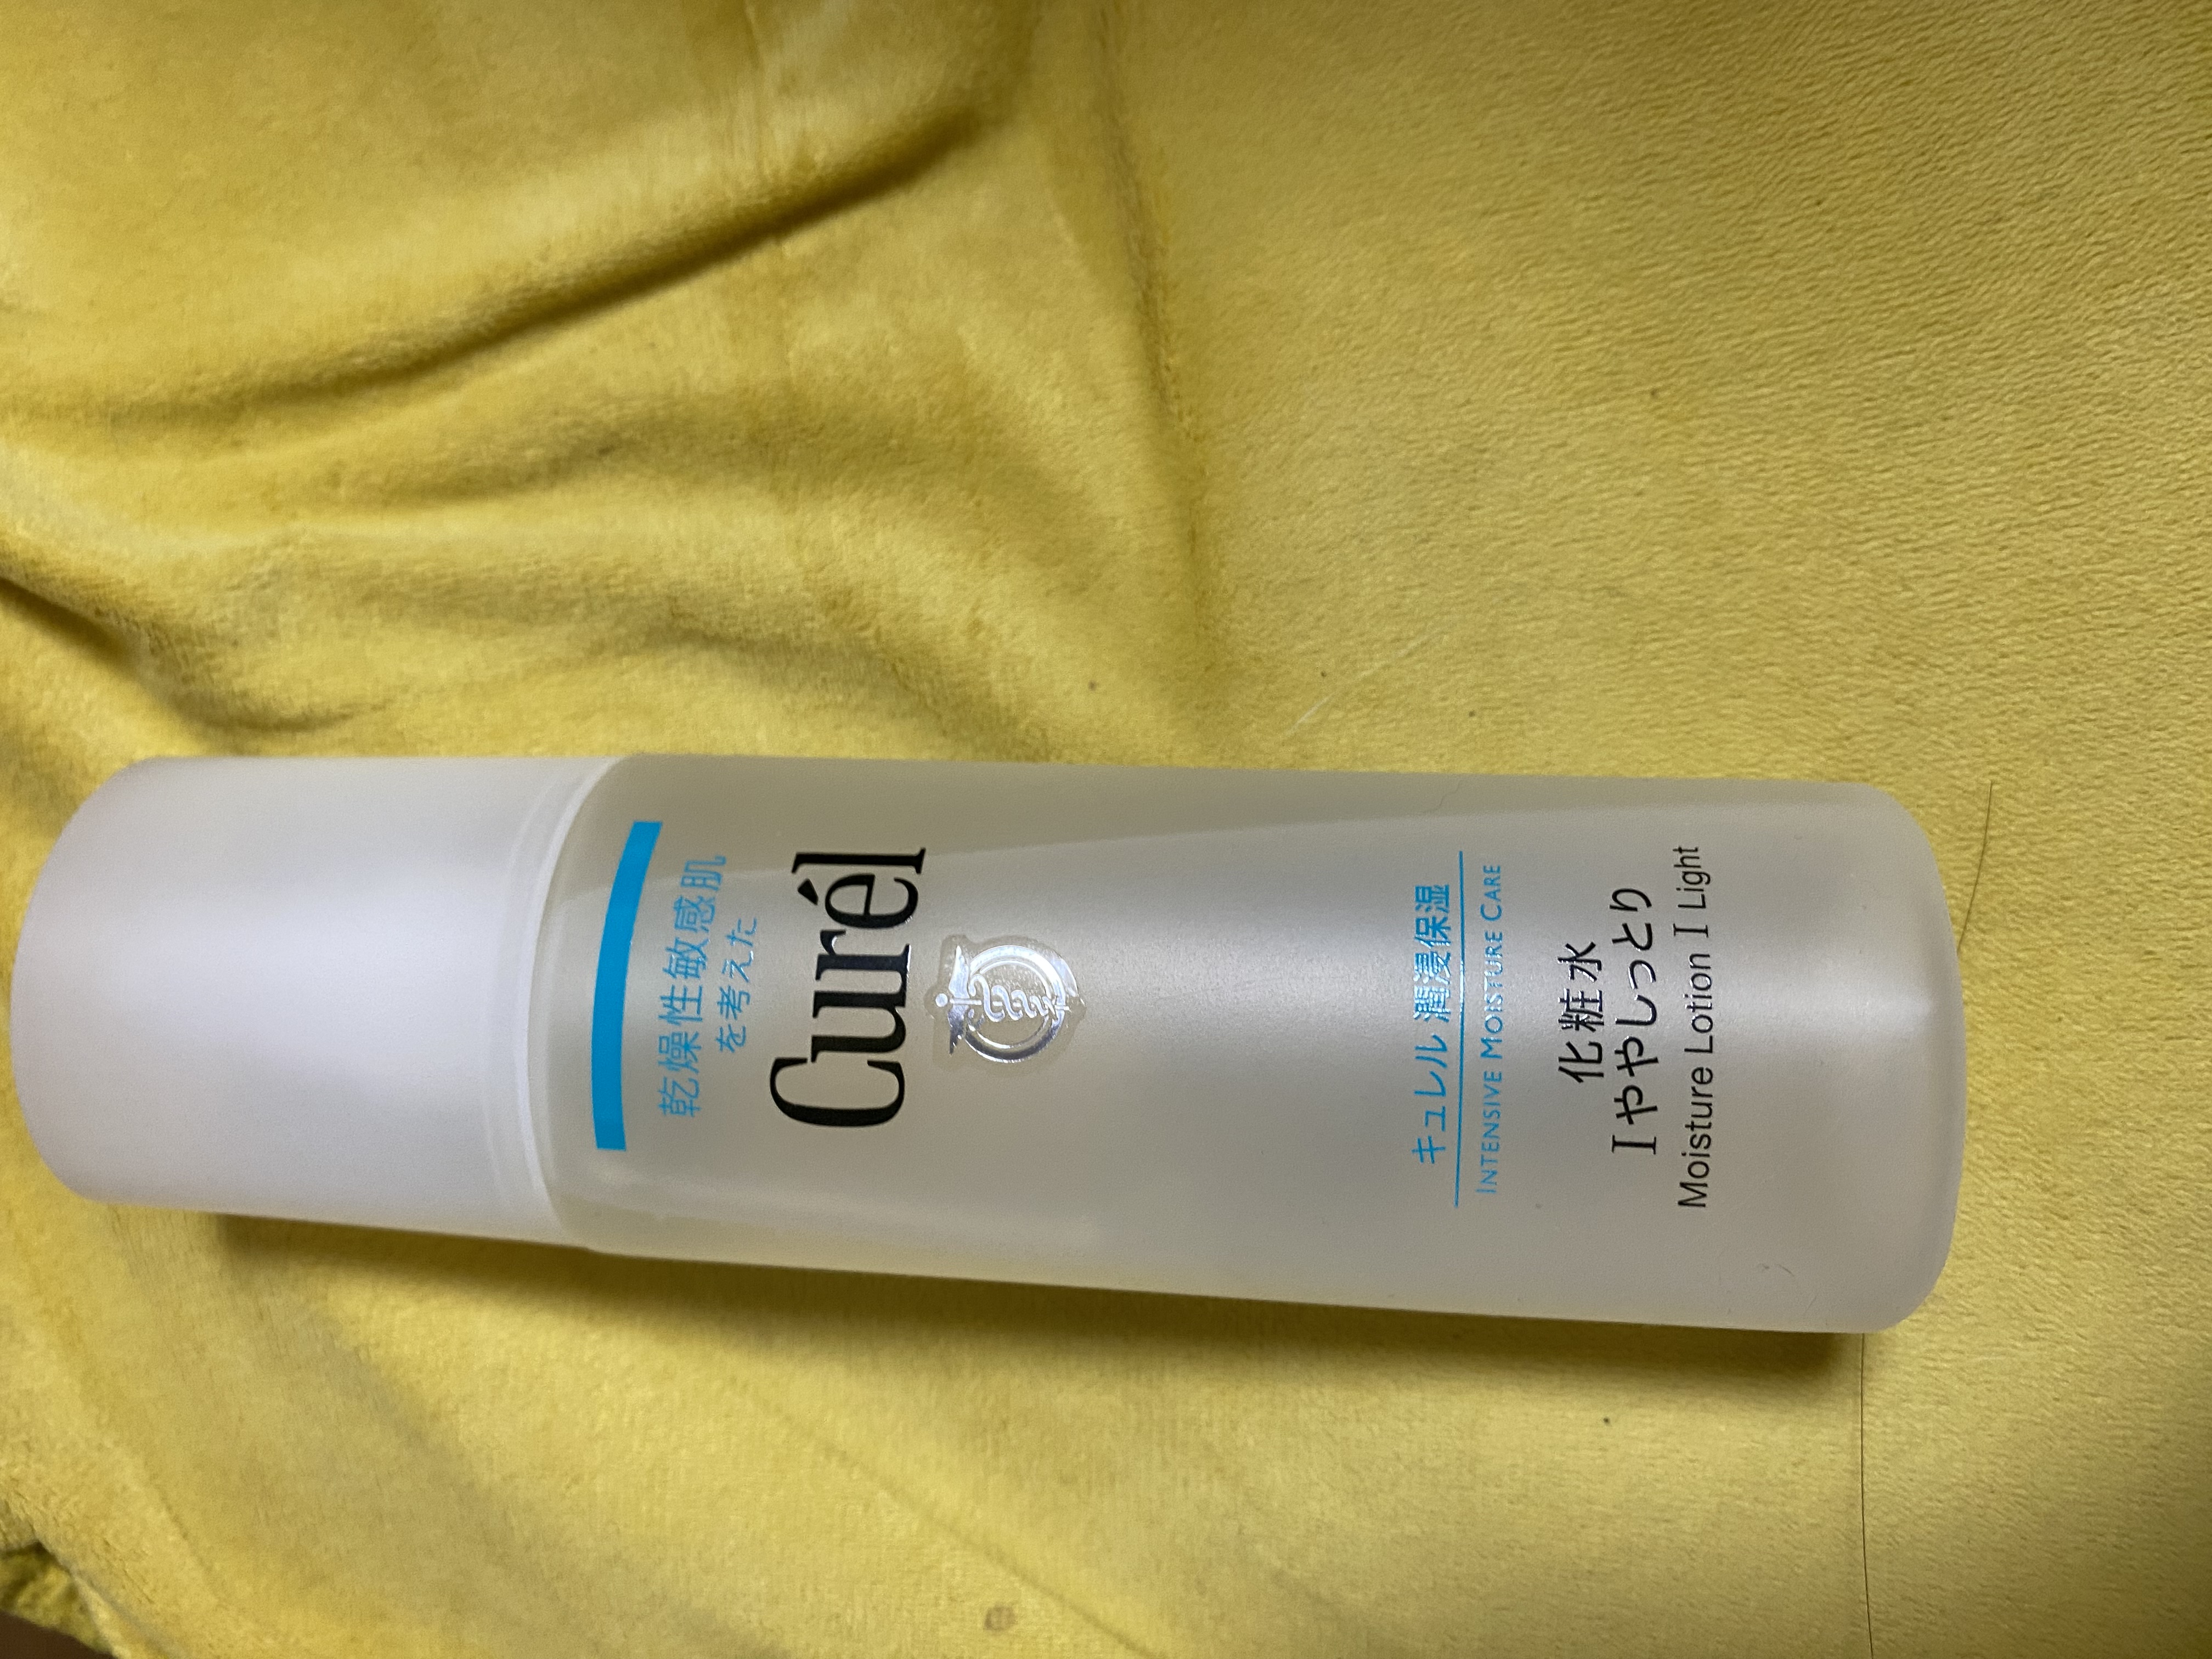 乾燥性敏感肌
を考えた
Curél
キュレル 潤浸保湿
INTENSIVE MOISTURE CARE
化粧水
I ややしっとり
Moisture Lotion I Light